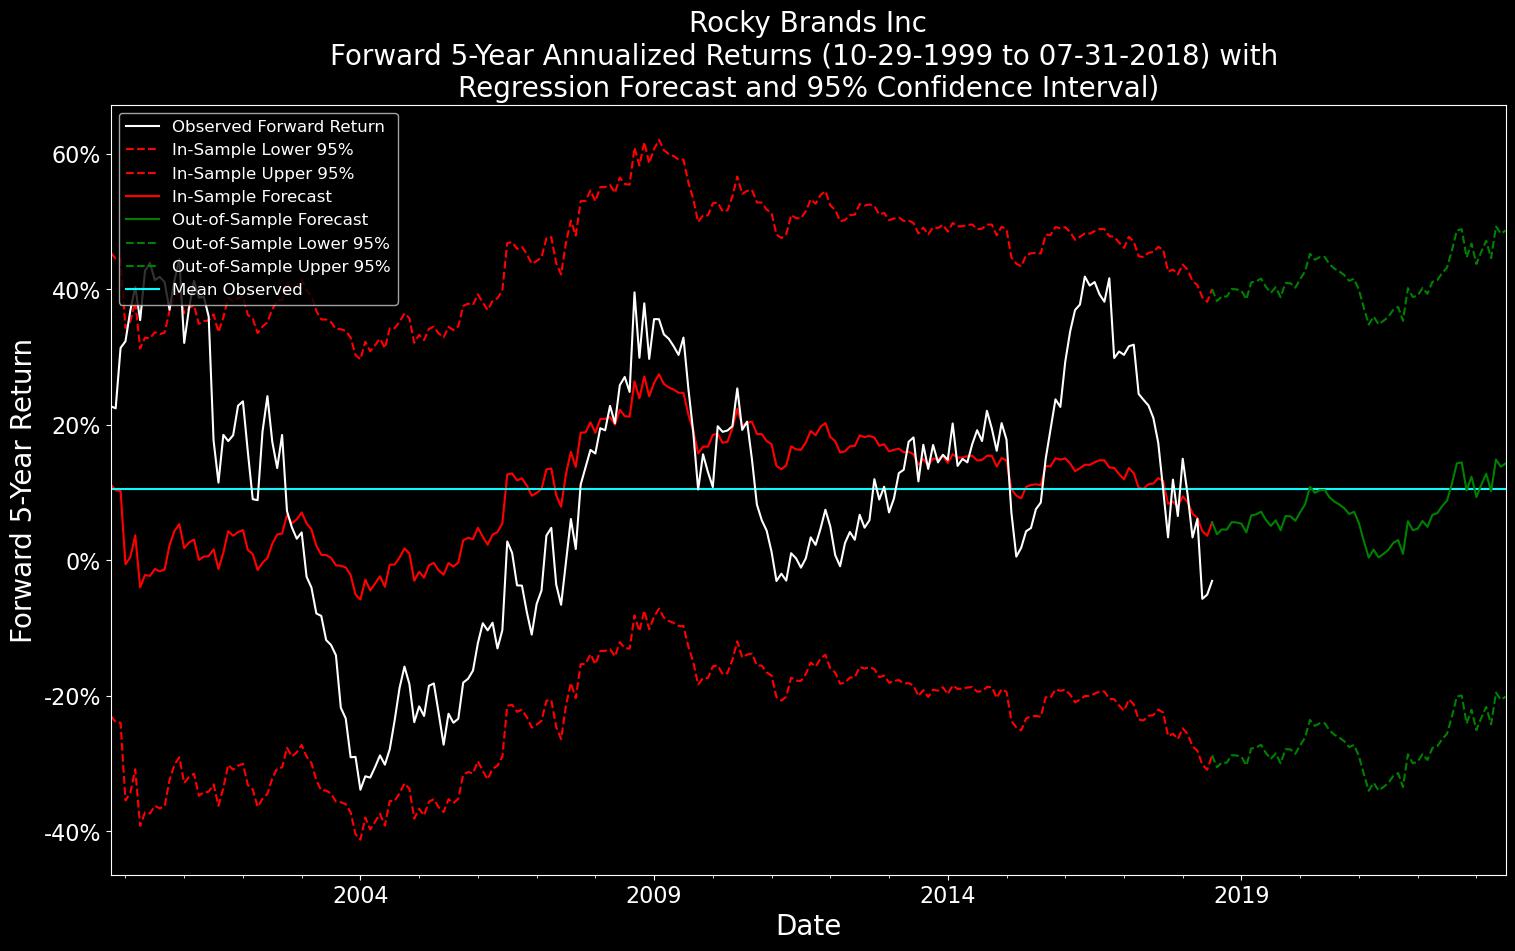 Rocky Brands Inc
Forward 5-Year Annualized Returns (10-29-1999 to 07-31-2018) with
Regression Forecast and 95% Confidence Interval)
Observed Forward Return
In-Sample Lower 95%
In-Sample Upper 95%
In-Sample Forecast
Out-of-Sample Forecast
Out-of-Sample Lower 95%
Out-of-Sample Upper 95%
Mean Observed
Forward 5-Year Return
60%
40%
20%
0%
-20%
-40%
2004
2009
2014
2019
Date